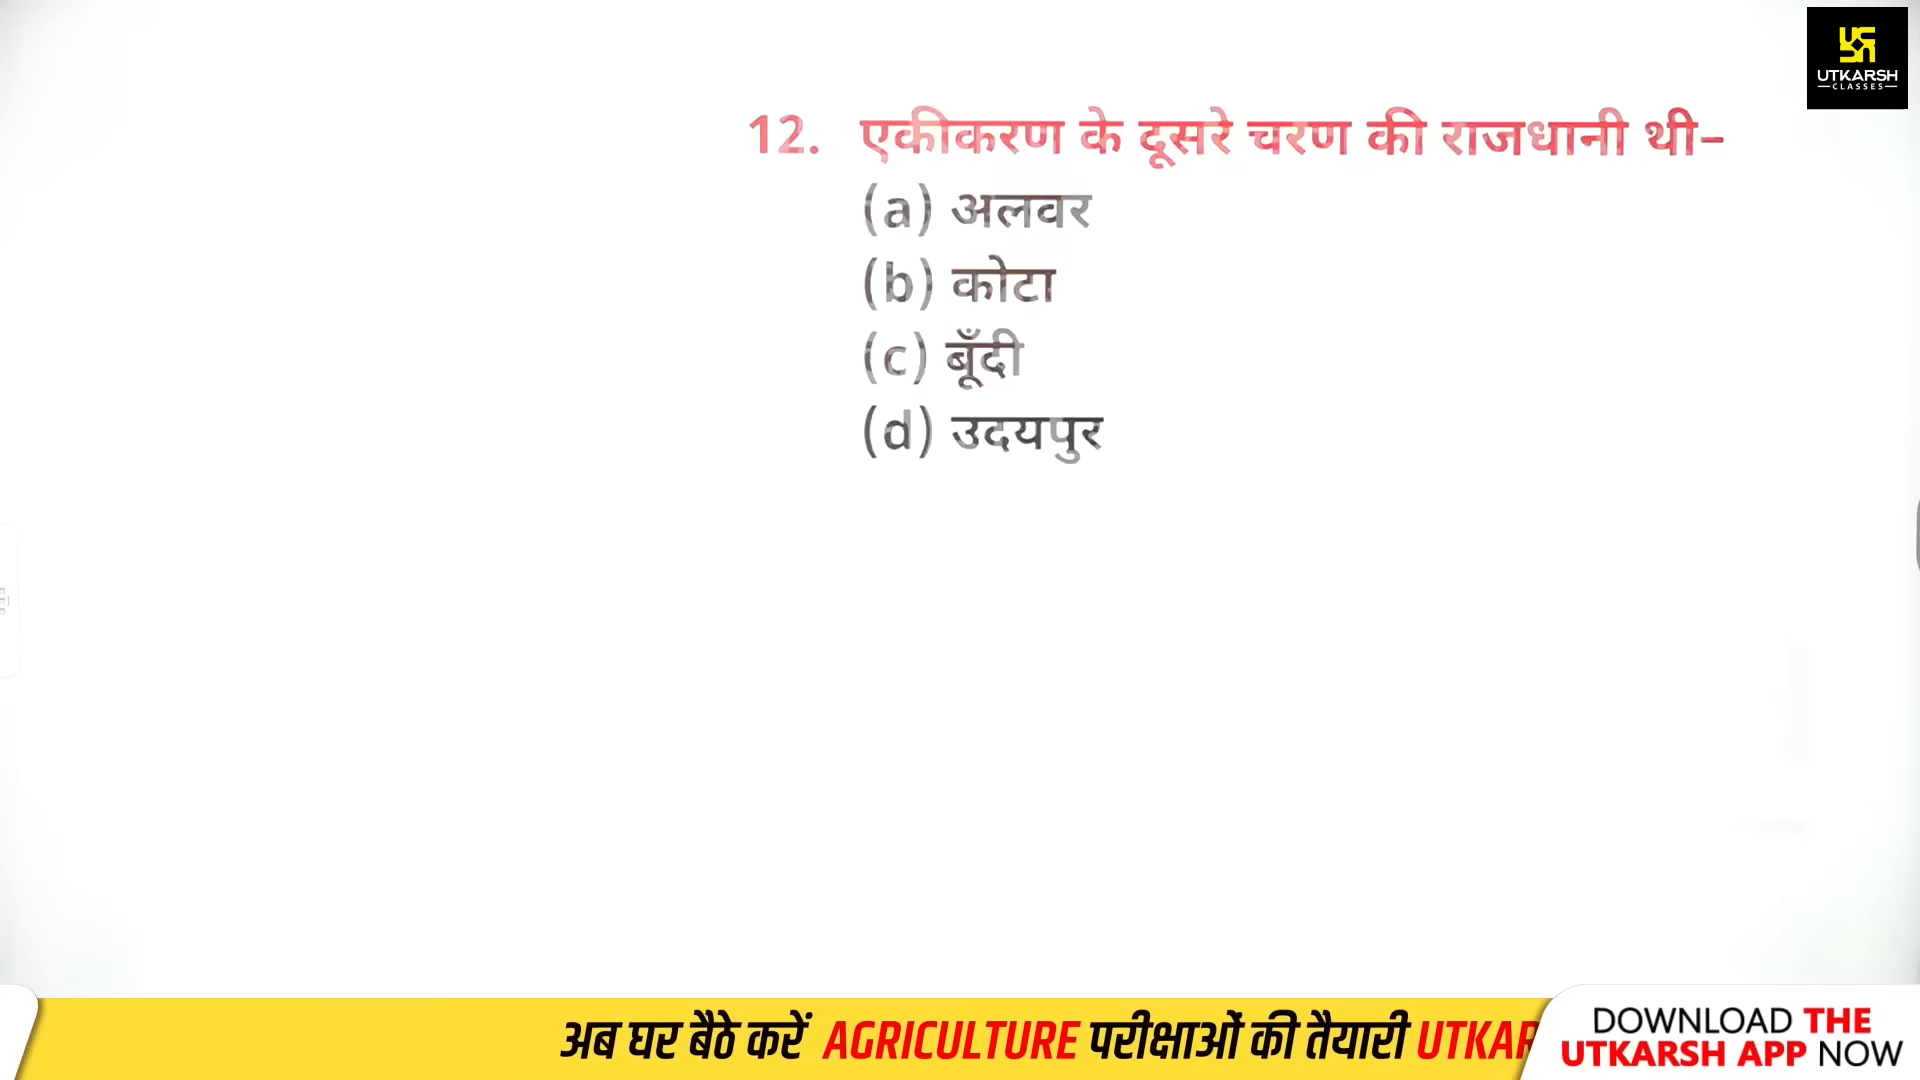 UTKARSH
CLASSES
12. एकीकरण के दूसरे चरण की राजधानी थी–
(a) अलवर
(b) कोटा
(c) बूँदी
(d) उदयपुर
अब घर बैठे करें AGRICULTURE परीक्षाओं की तैयारी
DOWNLOAD THE
UTKARSH APP NOW